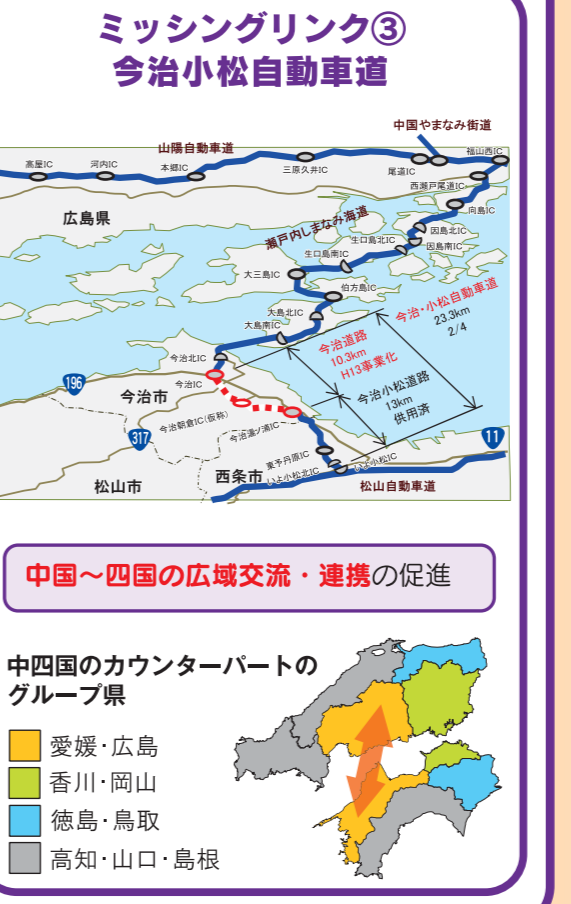 ミッシングリンク③
今治小松自動車道
中国やまなみ街道
山陽自動車道
福山西IC
高屋IC
河内IC
本郷IC
三原久井IC
尾道IC
西瀬戸尾道IC
向島IC
広島県
瀬戸内しまなみ海道
因島北IC
因島南IC
生口島北IC
生口島南IC
大三島IC
伯方島IC
今治・小松自動車道
23.3km
2/4
大島北IC
大島南IC
今治道路
10.3km
H13事業化
今治北IC
今治小松道路
13km
供用済
196
今治IC
今治市
今治朝倉IC(仮称)
今治湯ノ浦IC
317
11
東予丹原IC
いよ小松IC
西条市
いよ小松北IC
松山市
松山自動車道
中国～四国の広域交流・連携の促進
中四国のカウンターパートの
グループ県
愛媛・広島
香川・岡山
徳島・鳥取
高知・山口・島根